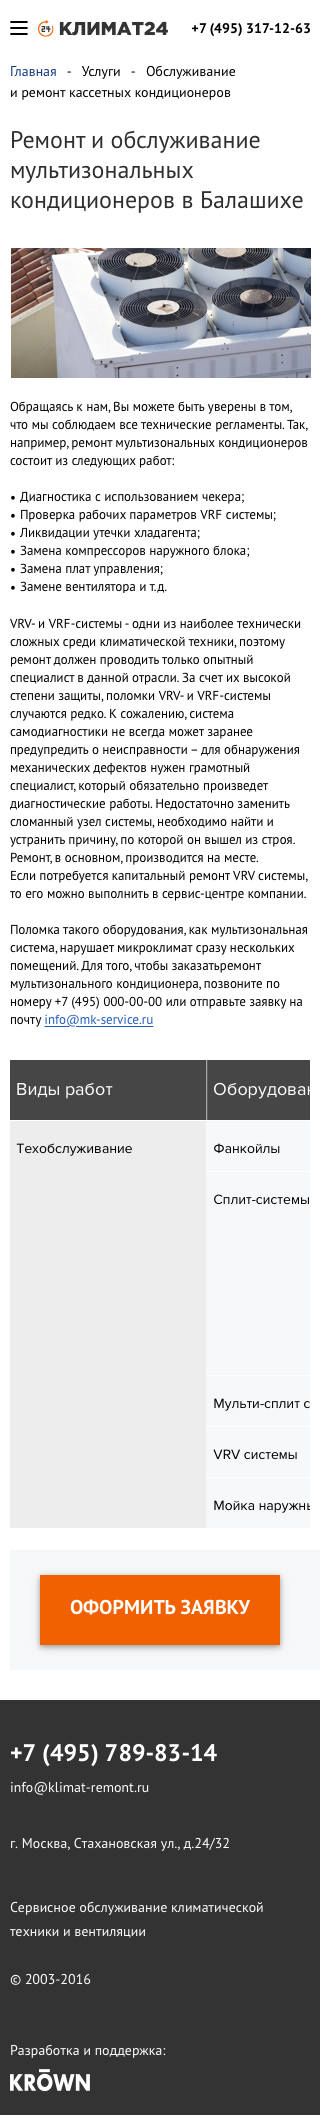 24 КЛИМАТ24 +7 (495) 317-12-63
Главная - Услуги - Обслуживание
и ремонт кассетных кондиционеров
Ремонт и обслуживание
мультизональных
кондиционеров в Балашихе
Обращаясь к нам, Вы можете быть уверены в том,
что мы соблюдаем все технические регламенты. Так,
например, ремонт мультизональных кондиционеров
состоит из следующих работ:
• Диагностика с использованием чекера;
• Проверка рабочих параметров VRF системы;
• Ликвидации утечки хладагента;
• Замена компрессоров наружного блока;
• Замена плат управления;
• Замене вентилятора и т.д.
VRV- и VRF-системы - одни из наиболее технически
сложных среди климатической техники, поэтому
ремонт должен проводить только опытный
специалист в данной отрасли. За счет их высокой
степени защиты, поломки VRV- и VRF-системы
случаются редко. К сожалению, система
самодиагностики не всегда может заранее
предупредить о неисправности – для обнаружения
механических дефектов нужен грамотный
специалист, который обязательно произведет
диагностические работы. Недостаточно заменить
сломанный узел системы, необходимо найти и
устранить причину, по которой он вышел из строя.
Ремонт, в основном, производится на месте.
Если потребуется капитальный ремонт VRV системы,
то его можно выполнить в сервис-центре компании.
Поломка такого оборудования, как мультизональная
система, нарушает микроклимат сразу нескольких
помещений. Для того, чтобы заказатьремонт
мультизонального кондиционера, позвоните по
номеру +7 (495) 000-00-00 или отправьте заявку на
почту info@mk-service.ru
Виды работ Оборудован
Техобслуживание Фанкойлы
Сплит-системы
Мульти-сплит с
VRV системы
Мойка наружны
ОФОРМИТЬ ЗАЯВКУ
+7 (495) 789-83-14
info@klimat-remont.ru
г. Москва, Стахановская ул., д.24/32
Сервисное обслуживание климатической
техники и вентиляции
© 2003-2016
Разработка и поддержка:
KRŌWN